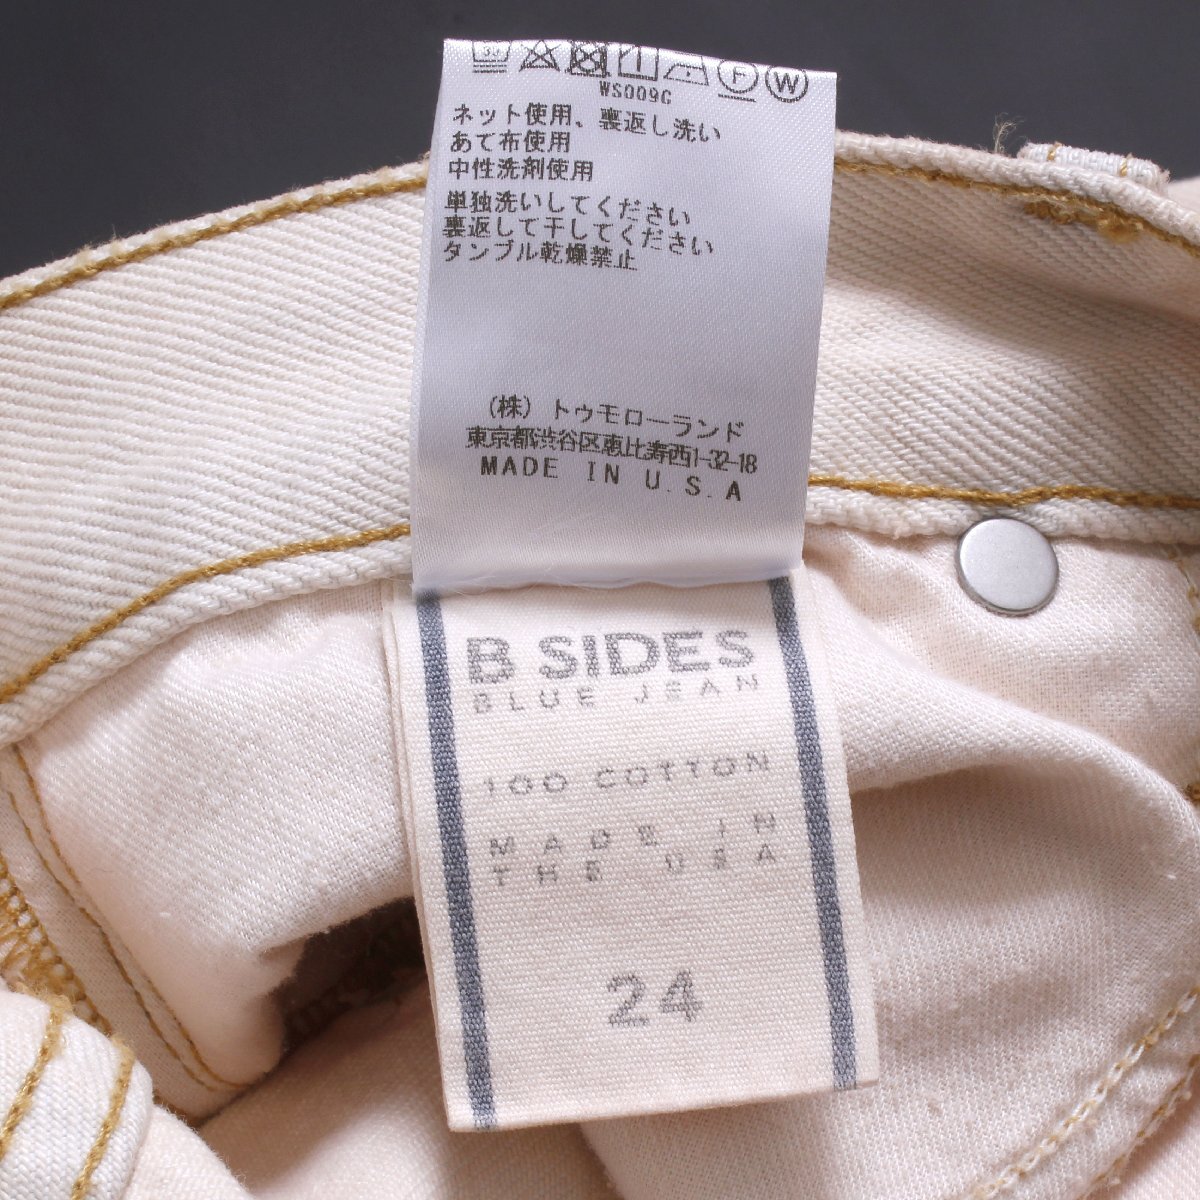 30
F W
WS009G
ネット使用、裏返し洗い
あて布使用
中性洗剤使用
単独洗いしてください
裏返して干してください
タンブル乾燥禁止
(株)トゥモローランド
東京都渋谷区恵比寿西1-32-18
MADE IN U.S.A
B SIDES
BLUE JEAN
100 COTTON
MADE IN
THE USA
24